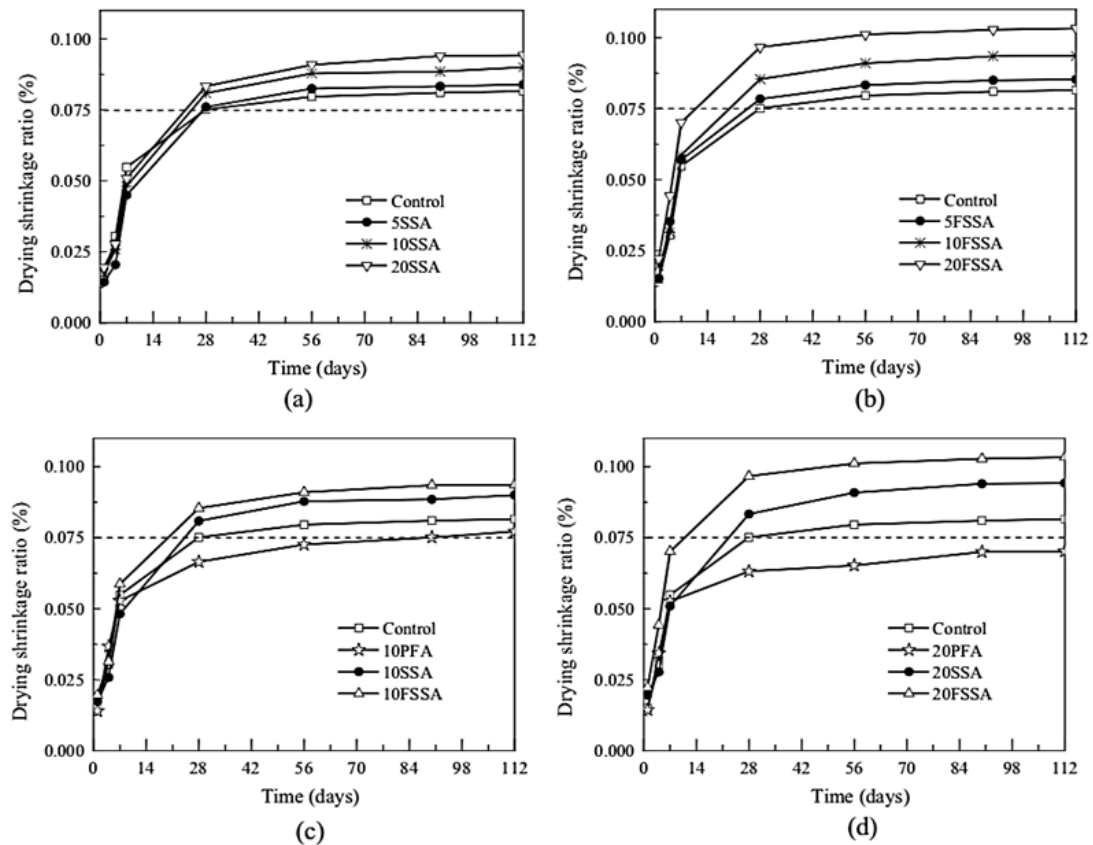 Drying shrinkage ratio (%)
0.100
0.075
0.050
0.025
0.000
Control
5SSA
10SSA
20SSA
0 14 28 42 56 70 84 98 112
Time (days)
(a)
Drying shrinkage ratio (%)
0.100
0.075
0.050
0.025
0.000
Control
5FSSA
10FSSA
20FSSA
0 14 28 42 56 70 84 98 112
Time (days)
(b)
Drying shrinkage ratio (%)
0.100
0.075
0.050
0.025
0.000
Control
10PFA
10SSA
10FSSA
0 14 28 42 56 70 84 98 112
Time (days)
(c)
Drying shrinkage ratio (%)
0.100
0.075
0.050
0.025
0.000
Control
20PFA
20SSA
20FSSA
0 14 28 42 56 70 84 98 112
Time (days)
(d)